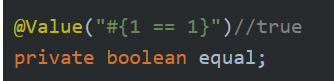 @Value("#{1 == 1}")//true
private boolean equal;